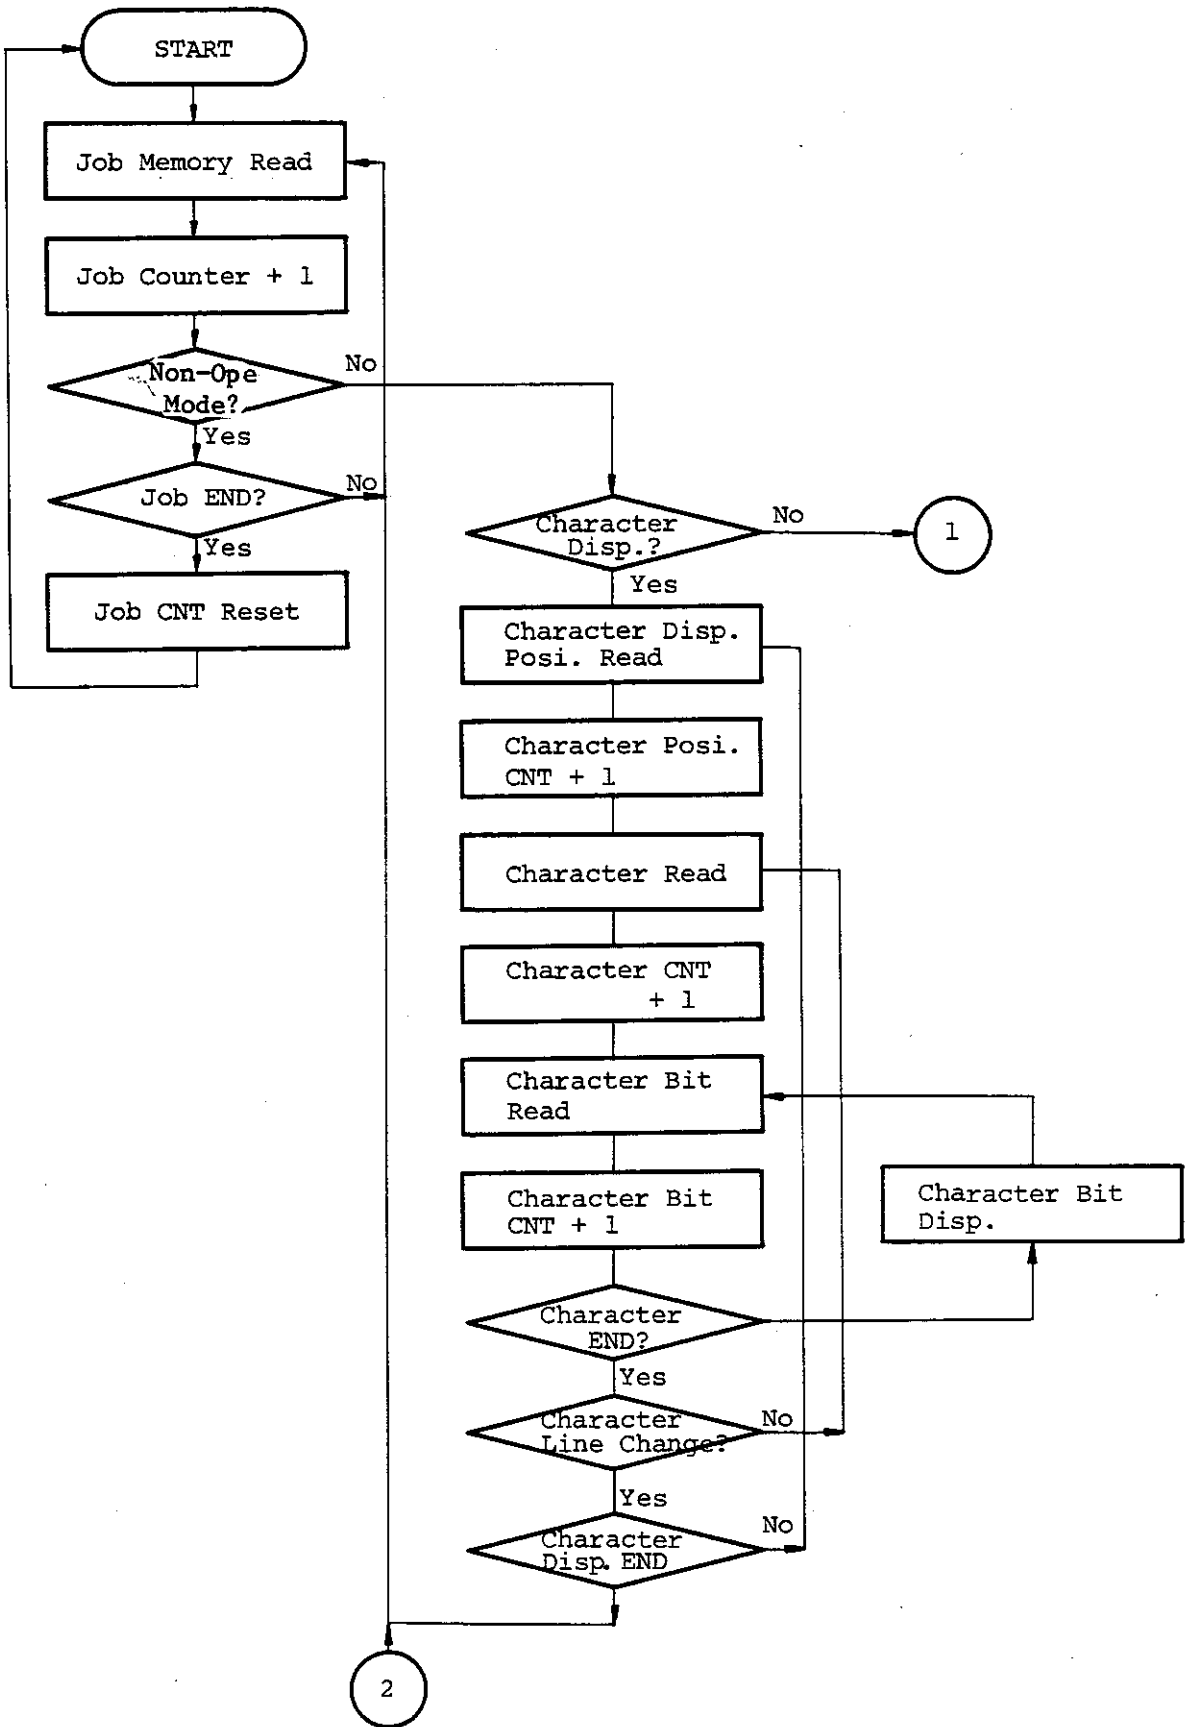 START
Job Memory Read
Job Counter + 1
Non-Ope
Mode?
No
Yes
Job END?
No
Yes
Job CNT Reset
Character
Disp.?
No
1
Yes
Character Disp.
Posi. Read
Character Posi.
CNT + 1
Character Read
Character CNT
+ 1
Character Bit
Read
Character Bit
CNT + 1
Character Bit
Disp.
Character
END?
Yes
Character
Line Change?
No
Yes
Character
Disp. END
No
2